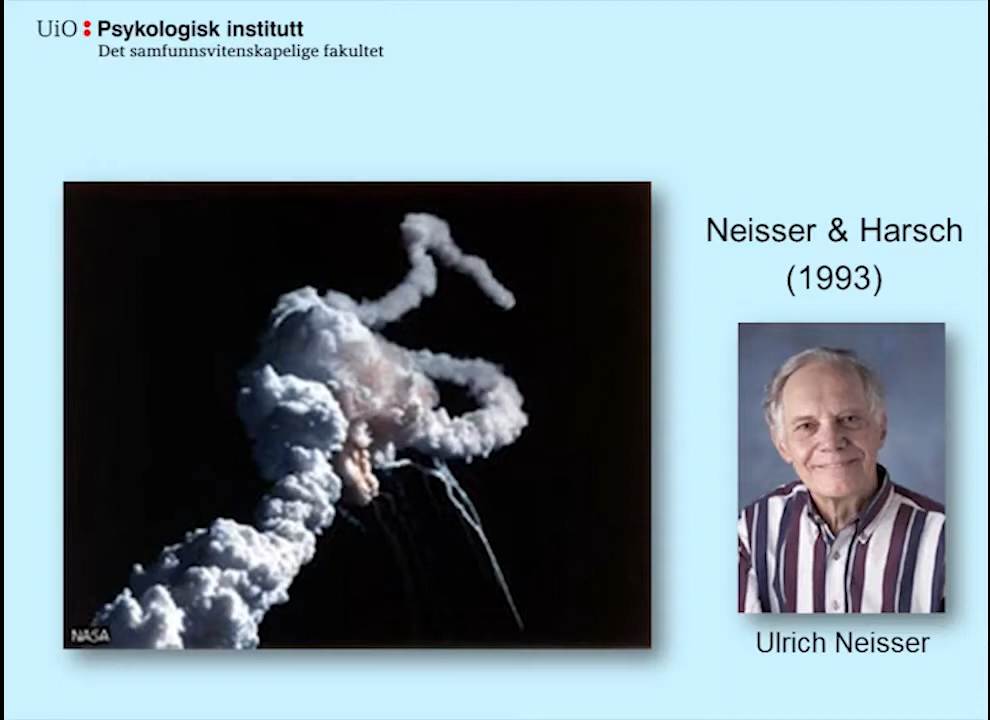 UiO : Psykologisk institutt
Det samfunnsvitenskapelige fakultet
Neisser & Harsch
(1993)
NASA
Ulrich Neisser